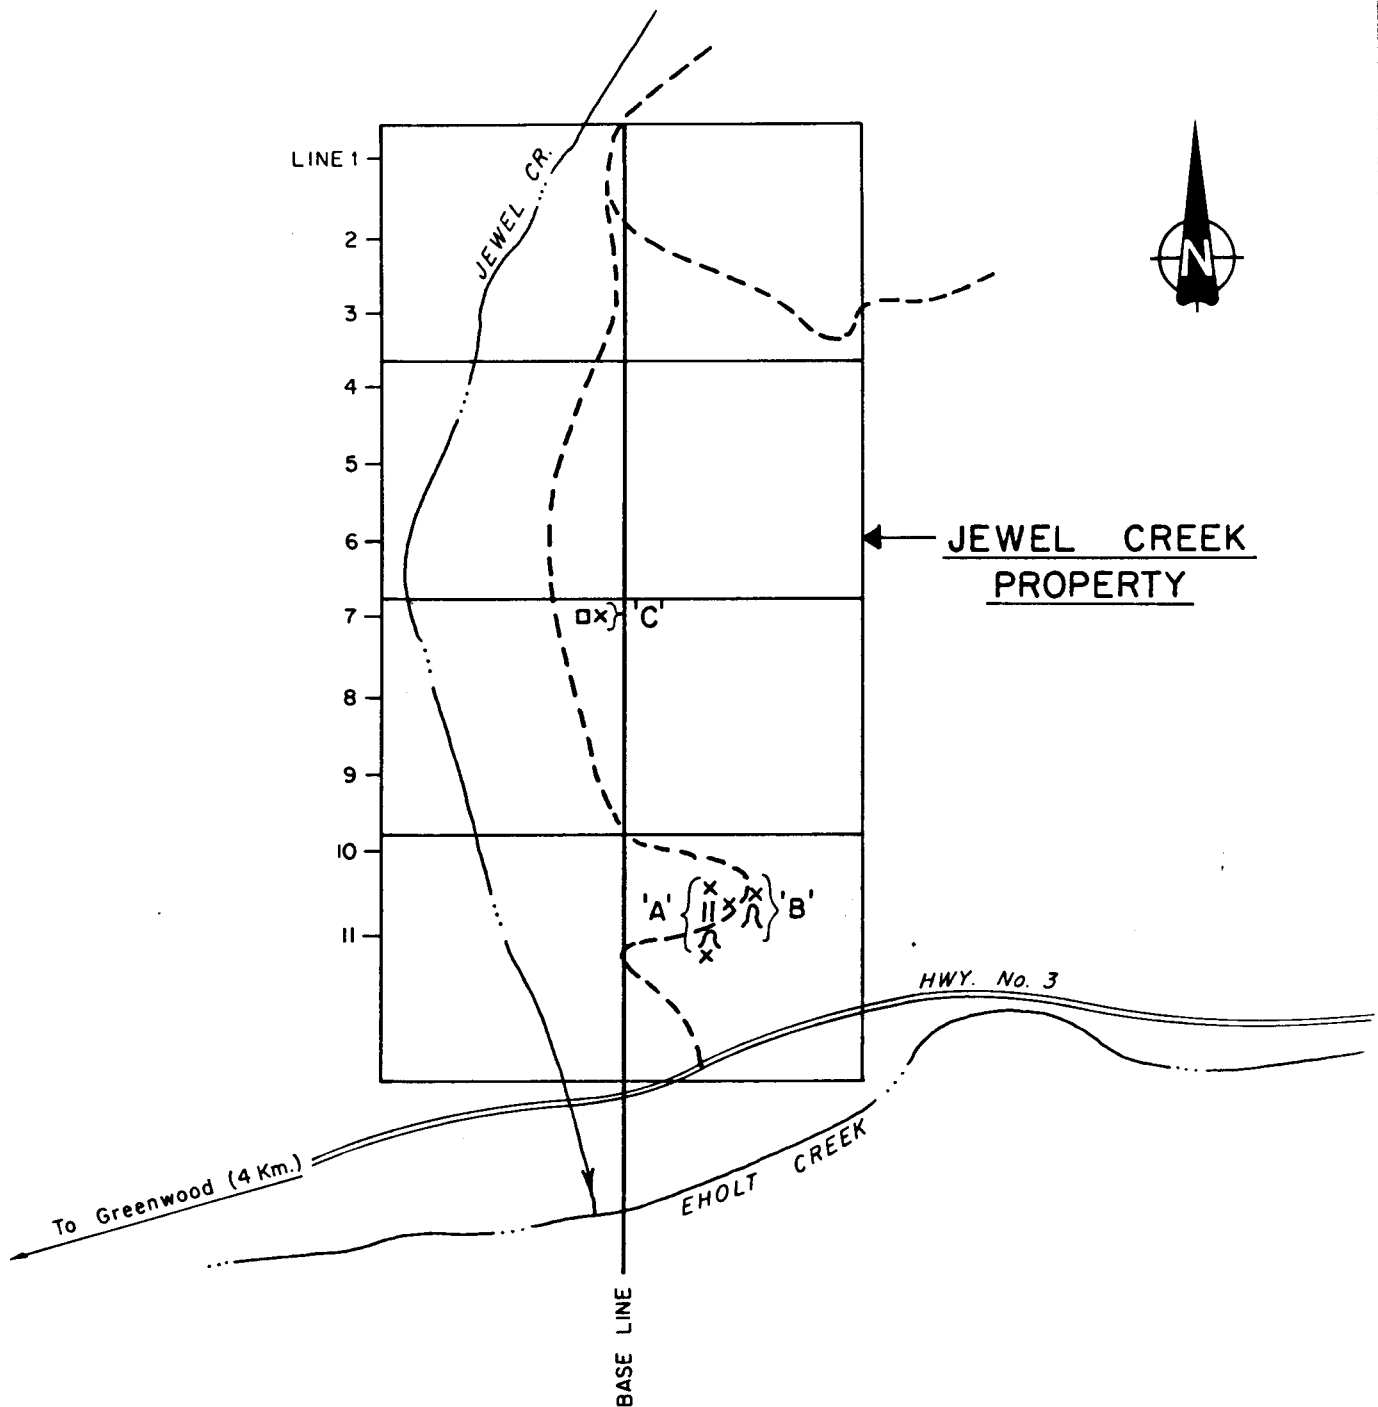 LINE 1
JEWEL CR.
N
2
3
4
5
JEWEL CREEK
PROPERTY
6
7
'C'
8
9
10
'A'
'B'
11
HWY. No. 3
To Greenwood (4 Km.)
EHOLT CREEK
BASE LINE